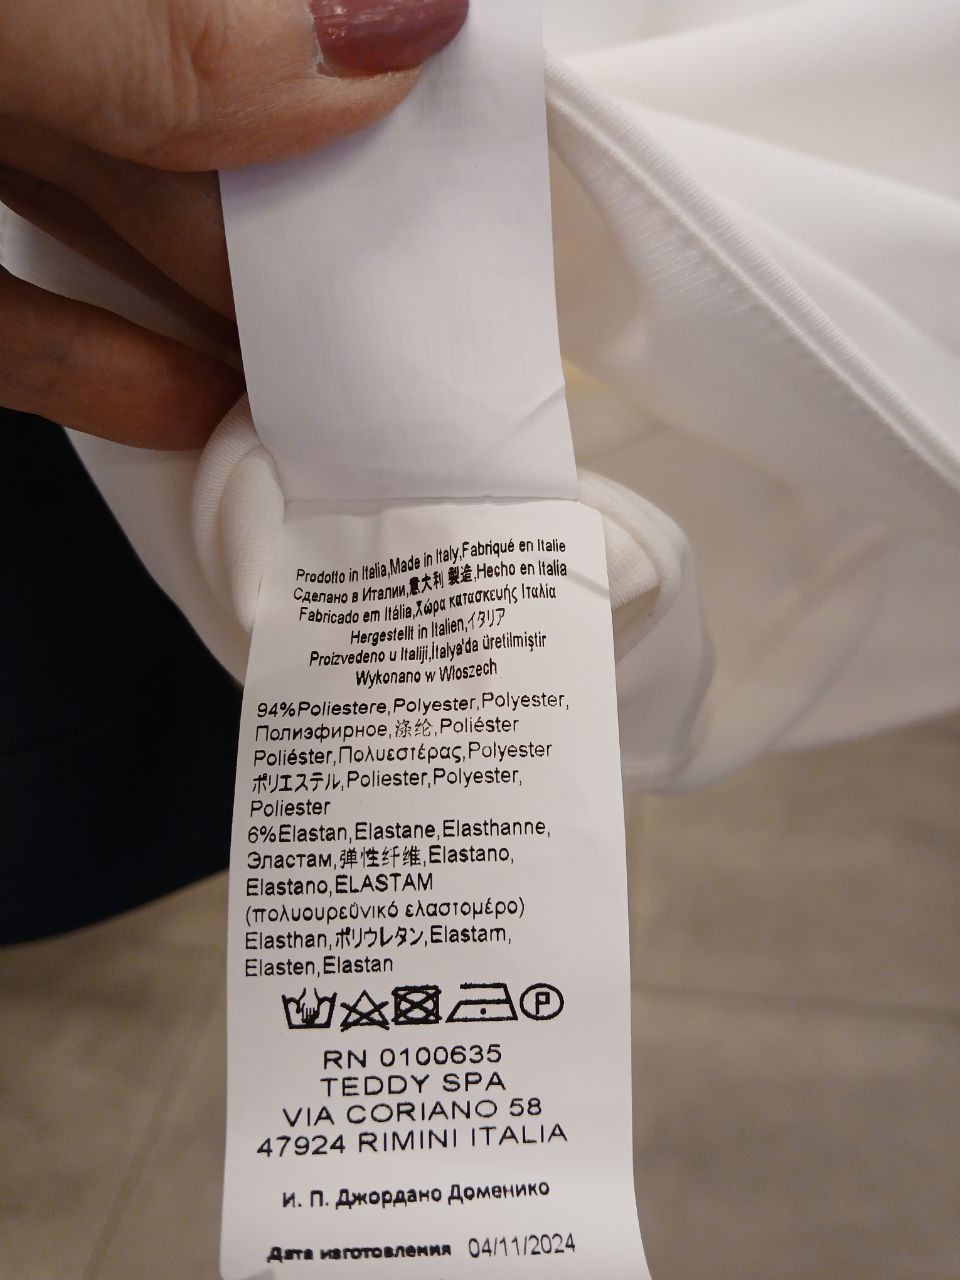 Prodotto in Italia,Made in Italy,Fabriqué en Italie
Сделано в Италии,意大利 製造,Hecho en Italia
Fabricado em Itália,Χώρα κατασκευής Ιταλία
Hergestellt in Italien,イタリア
Proizvedeno u Italiji,İtalya'da üretilmiştir
Wykonano w Włoszech
94%Poliestere,Polyester,Polyester,
Полиэфирное,涤纶,Poliéster
Poliéster,Πολυεστέρας,Polyester
ポリエステル,Poliester,Polyester,
Poliester
6%Elastan,Elastane,Elasthanne,
Эластам,弹性纤维,Elastano,
Elastano,ELASTAM
(πολυουρεϋνικό ελαστομέρο)
Elasthan,ポリウレタン,Elastam,
Elasten,Elastan
P
RN 0100635
TEDDY SPA
VIA CORIANO 58
47924 RIMINI ITALIA
И. П. Джордано Доменико
Дата изготовления 04/11/2024